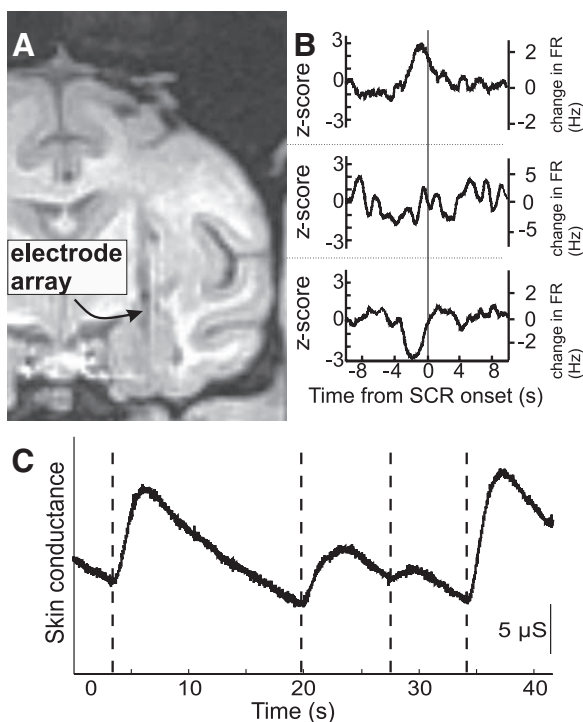 A
electrode
array
B
z-score
3
0
3
2
0
-2
change in FR
(Hz)
z-score
3
0
3
5
0
-5
change in FR
(Hz)
z-score
3
0
3
2
0
-2
change in FR
(Hz)
-8 -4 0 4 8
Time from SCR onset (s)
C
Skin conductance
5 µS
0 10 20 30 40
Time (s)